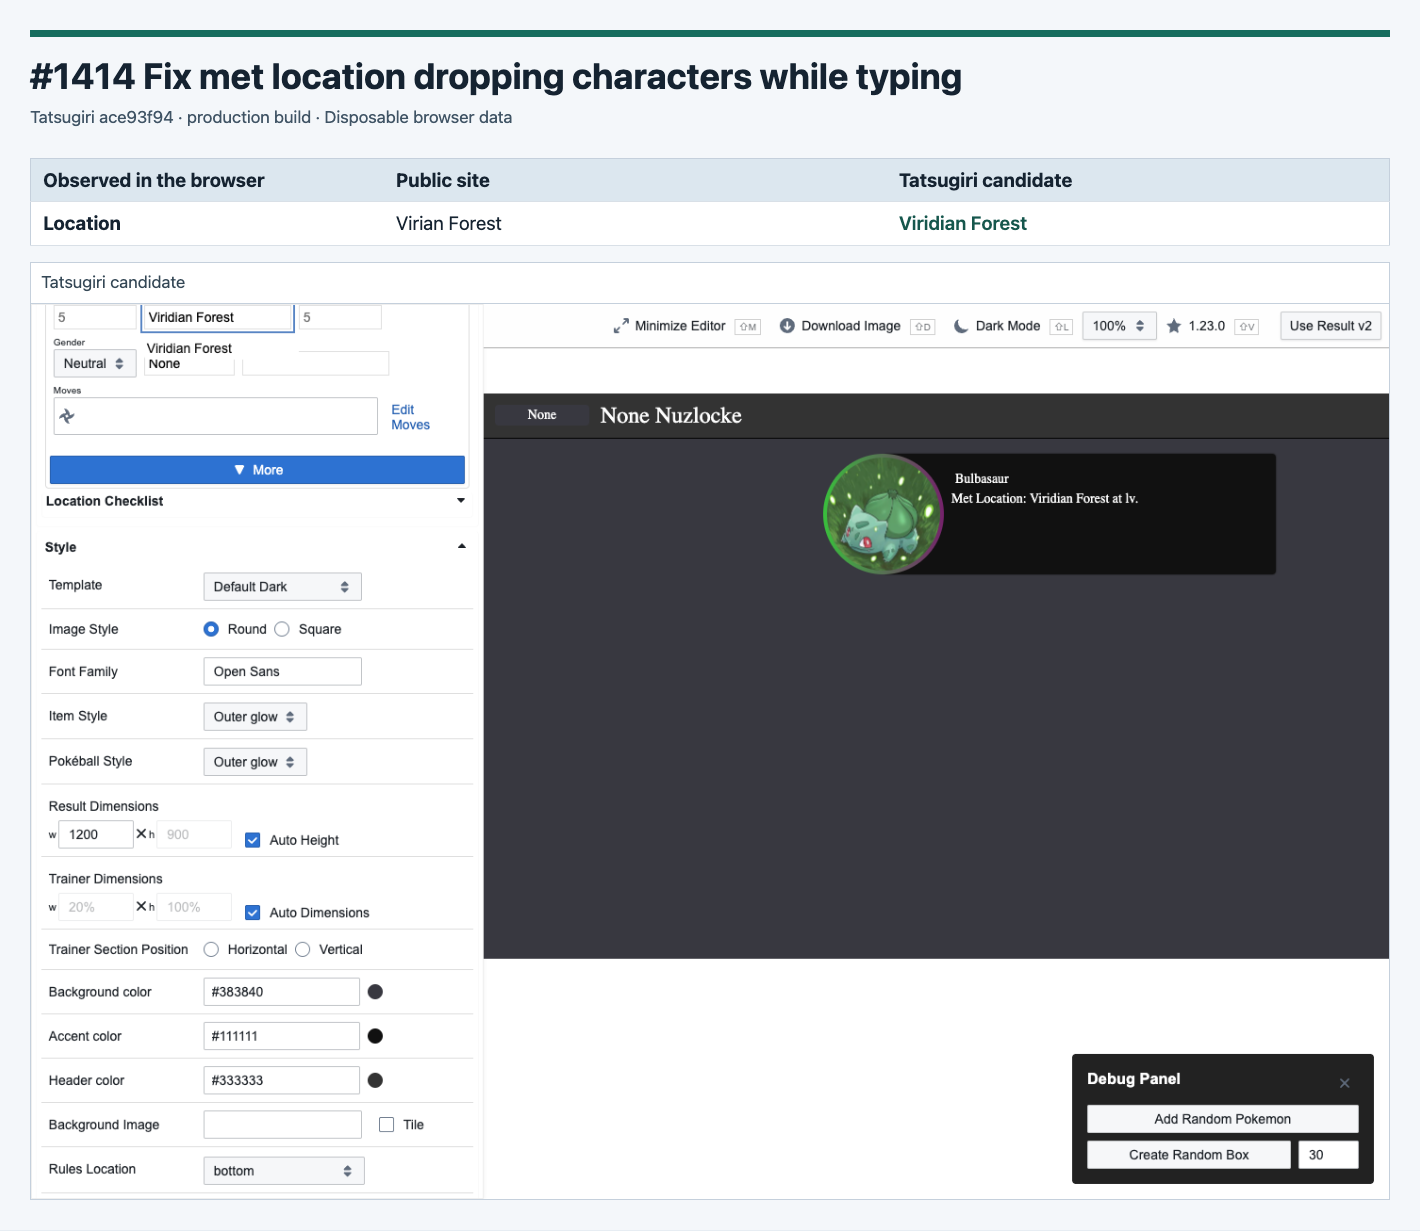 #1414 Fix met location dropping characters while typing
Tatsugiri ace93f94 · production build · Disposable browser data
Observed in the browser Public site Tatsugiri candidate
Location Virian Forest Viridian Forest
Tatsugiri candidate
5 Viridian Forest 5
Minimize Editor ⇧M Download Image ⇧D Dark Mode ⇧L 100% 1.23.0 ⇧V Use Result v2
Gender
Viridian Forest
Neutral None
Moves
Edit
Moves
▼ More
Location Checklist
Style
Template Default Dark
Image Style Round Square
Font Family Open Sans
Item Style Outer glow
Pokéball Style Outer glow
Result Dimensions
w 1200 ✕ h 900 Auto Height
Trainer Dimensions
w 20% ✕ h 100% Auto Dimensions
Trainer Section Position Horizontal Vertical
Background color #383840
Accent color #111111
Header color #333333
Background Image Tile
Rules Location bottom
None None Nuzlocke
Bulbasaur
Met Location: Viridian Forest at lv.
Debug Panel ×
Add Random Pokemon
Create Random Box 30